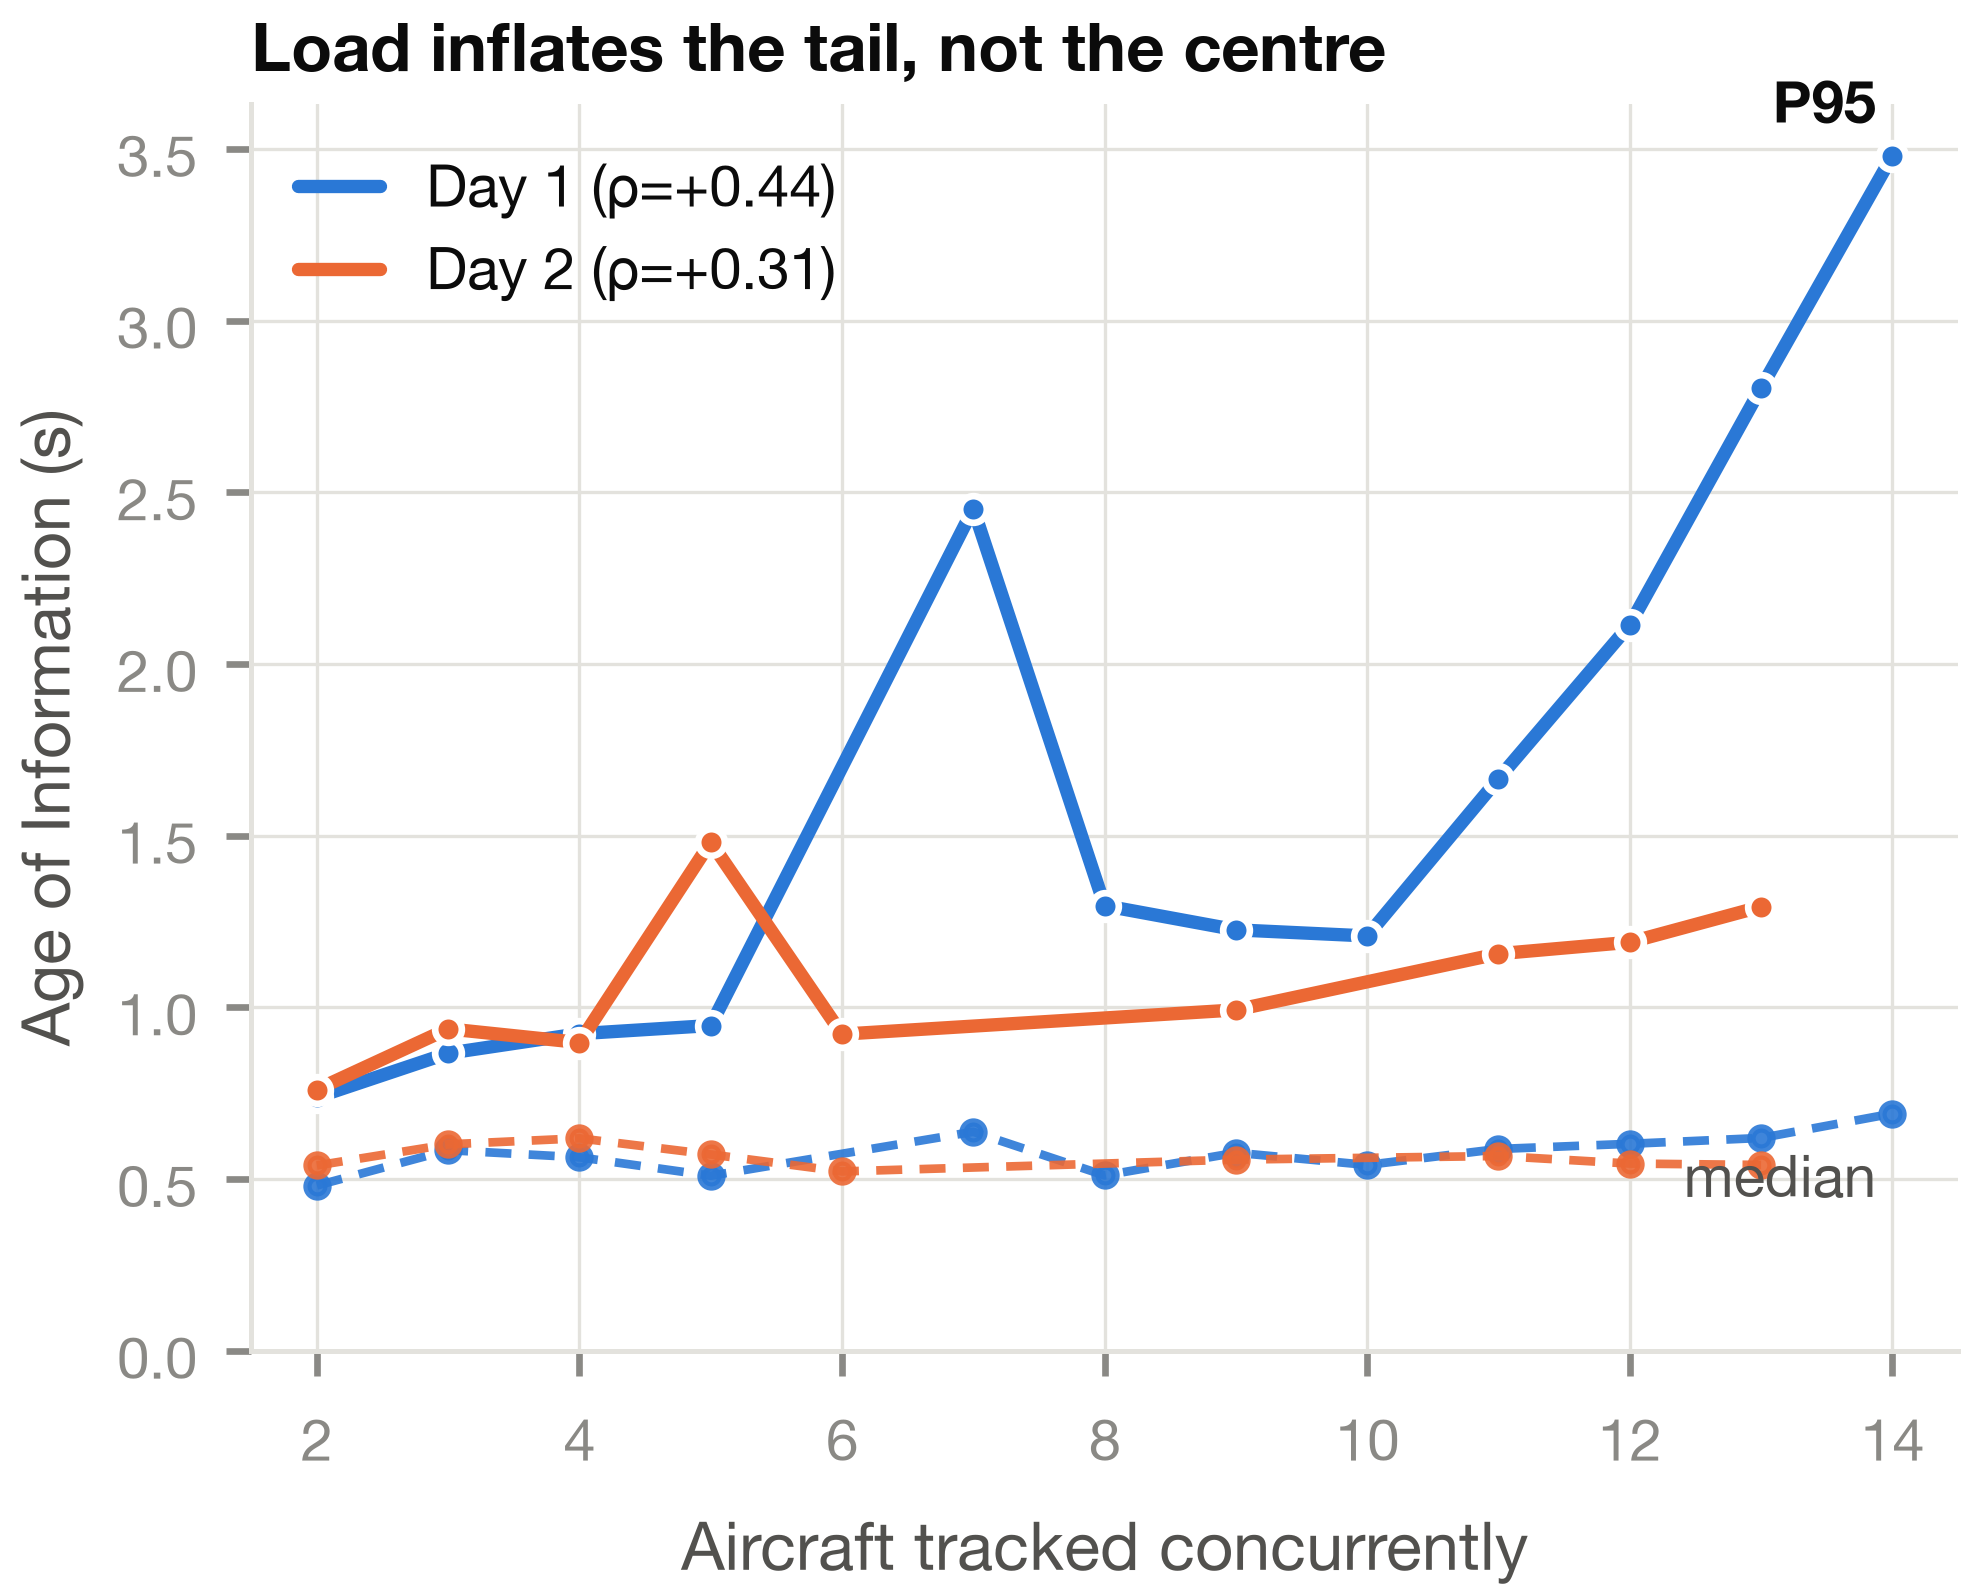 Load inflates the tail, not the centre
P95
Day 1 (ρ=+0.44)
Day 2 (ρ=+0.31)
3.5
3.0
2.5
2.0
1.5
1.0
0.5
0.0
Age of Information (s)
median
2 4 6 8 10 12 14
Aircraft tracked concurrently